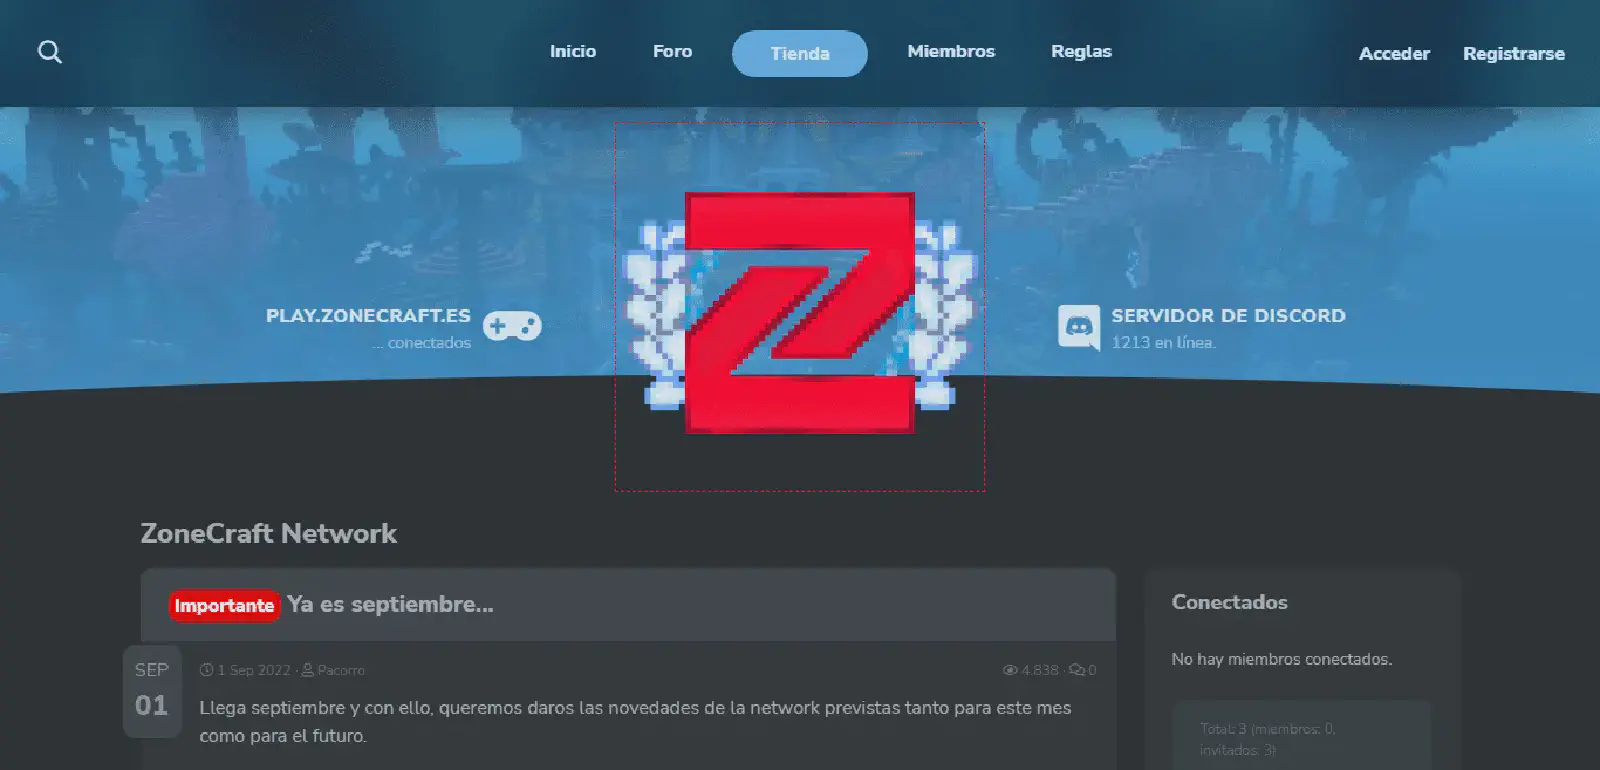 Inicio
Foro
Tienda
Miembros
Reglas
Acceder
Registrarse
PLAY.ZONECRAFT.ES
... conectados
SERVIDOR DE DISCORD
1213 en línea.
ZoneCraft Network
Importante Ya es septiembre...
SEP
01
1 Sep 2022 · Pacorro
4.838 · 0
Llega septiembre y con ello, queremos daros las novedades de la network previstas tanto para este mes
como para el futuro.
Conectados
No hay miembros conectados.
Total: 3 (miembros: 0,
invitados: 3)